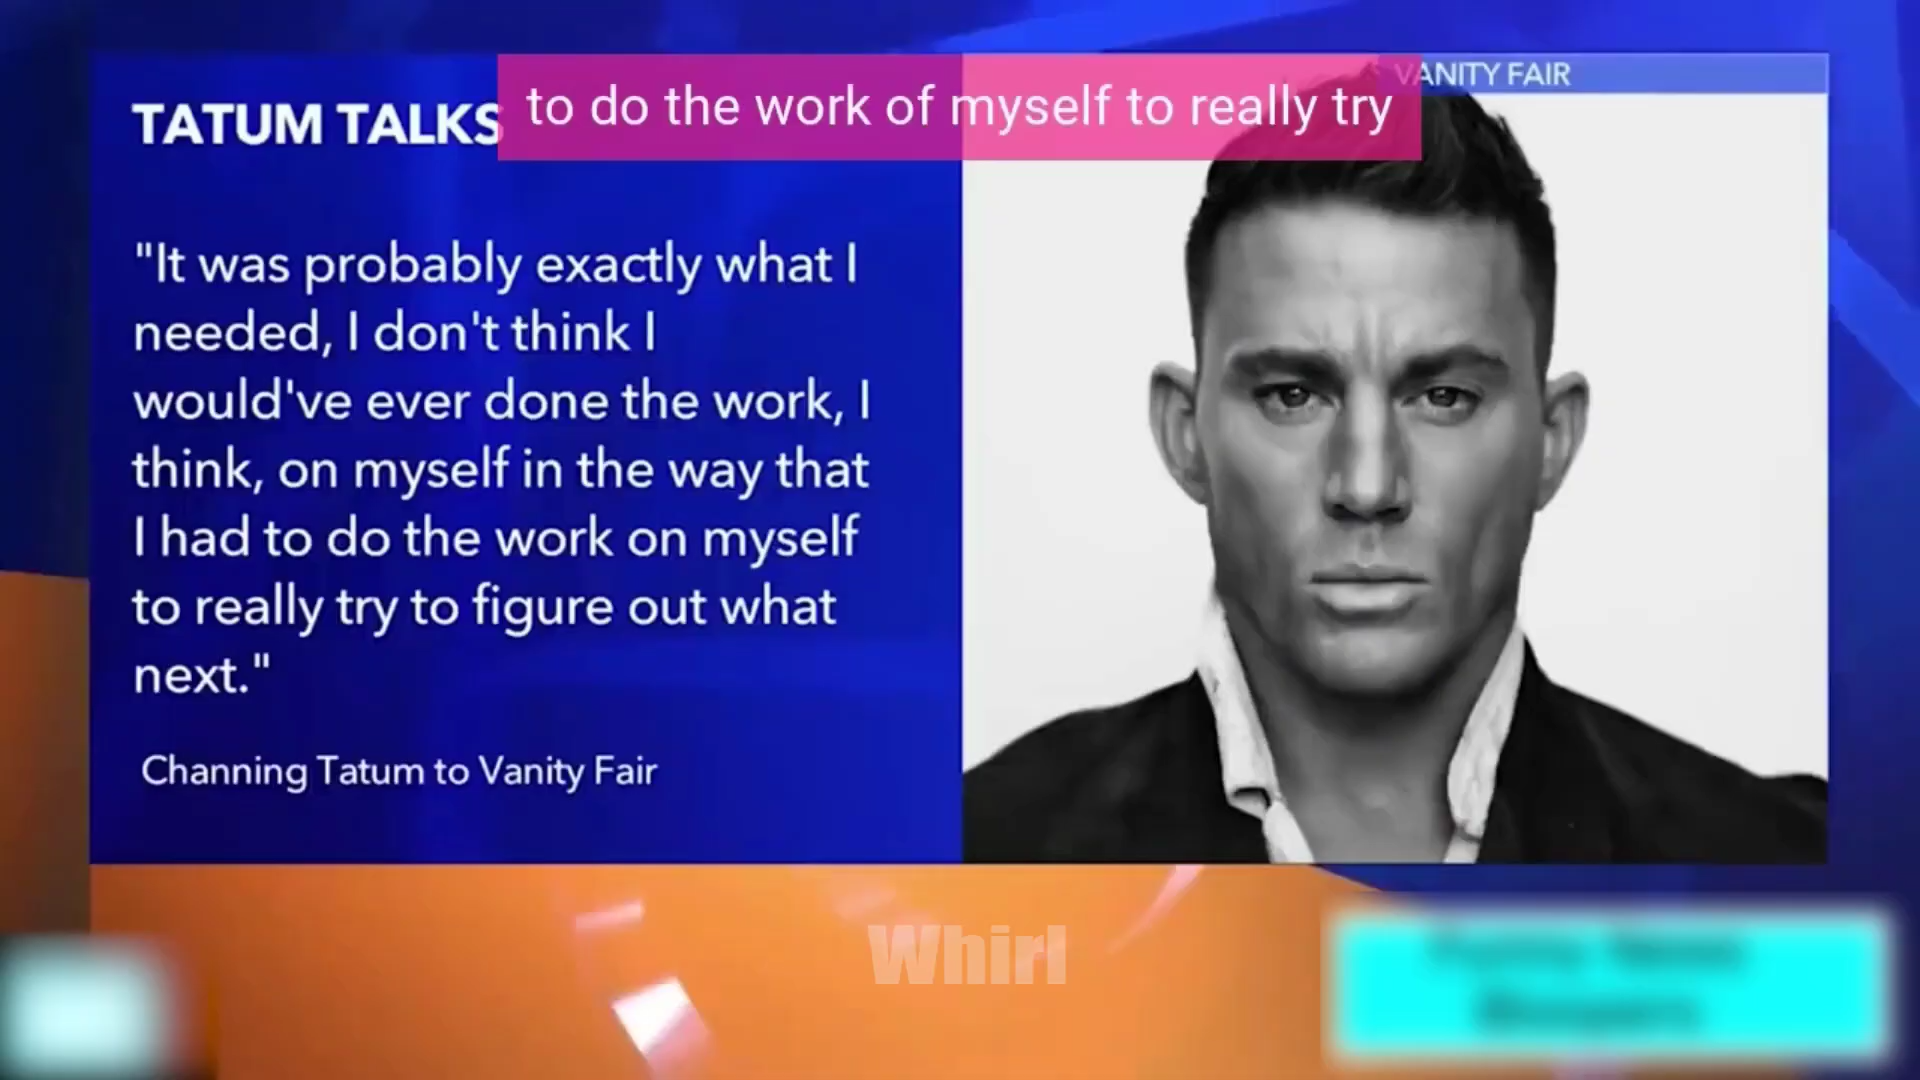 to do the work of myself to really try
VANITY FAIR
TATUM TALKS
"It was probably exactly what I
needed, I don't think I
would've ever done the work, I
think, on myself in the way that
I had to do the work on myself
to really try to figure out what
next."
Channing Tatum to Vanity Fair
Whirl